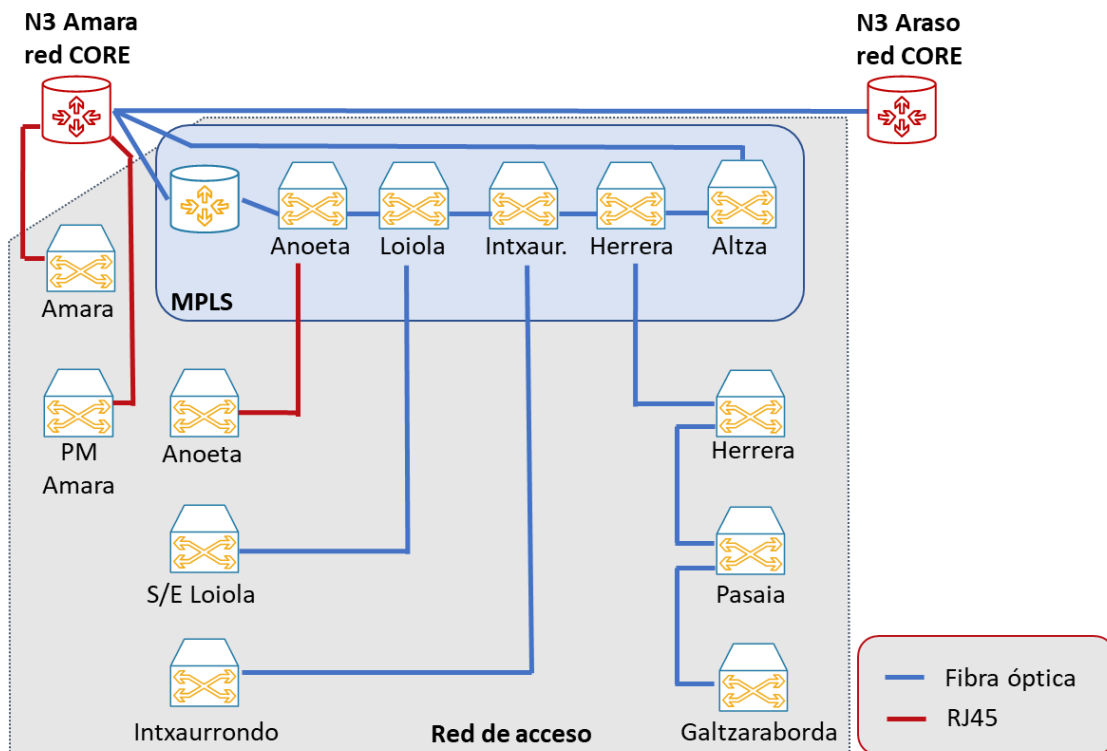 N3 Amara
red CORE
N3 Araso
red CORE
Anoeta
Loiola
Intxaur.
Herrera
Altza
MPLS
Amara
PM
Amara
Anoeta
Herrera
S/E Loiola
Pasaia
Intxaurrondo
Galtzaraborda
Red de acceso
Fibra óptica
RJ45